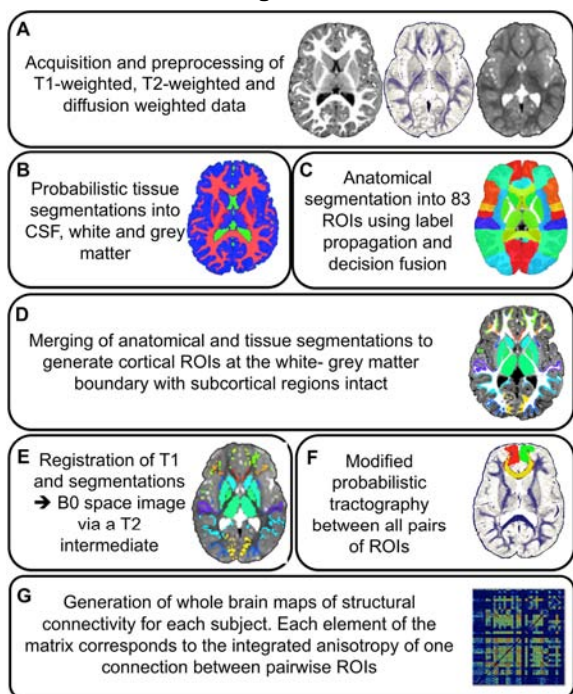 A
Acquisition and preprocessing of
T1-weighted, T2-weighted and
diffusion weighted data
B
Probabilistic tissue
segmentations into
CSF, white and grey
matter
C
Anatomical
segmentation into 83
ROIs using label
propagation and
decision fusion
D
Merging of anatomical and tissue segmentations to
generate cortical ROIs at the white- grey matter
boundary with subcortical regions intact
E
Registration of T1
and segmentations
➔ B0 space image
via a T2
intermediate
F
Modified
probabilistic
tractography
between all pairs
of ROIs
G
Generation of whole brain maps of structural
connectivity for each subject. Each element of the
matrix corresponds to the integrated anisotropy of one
connection between pairwise ROIs